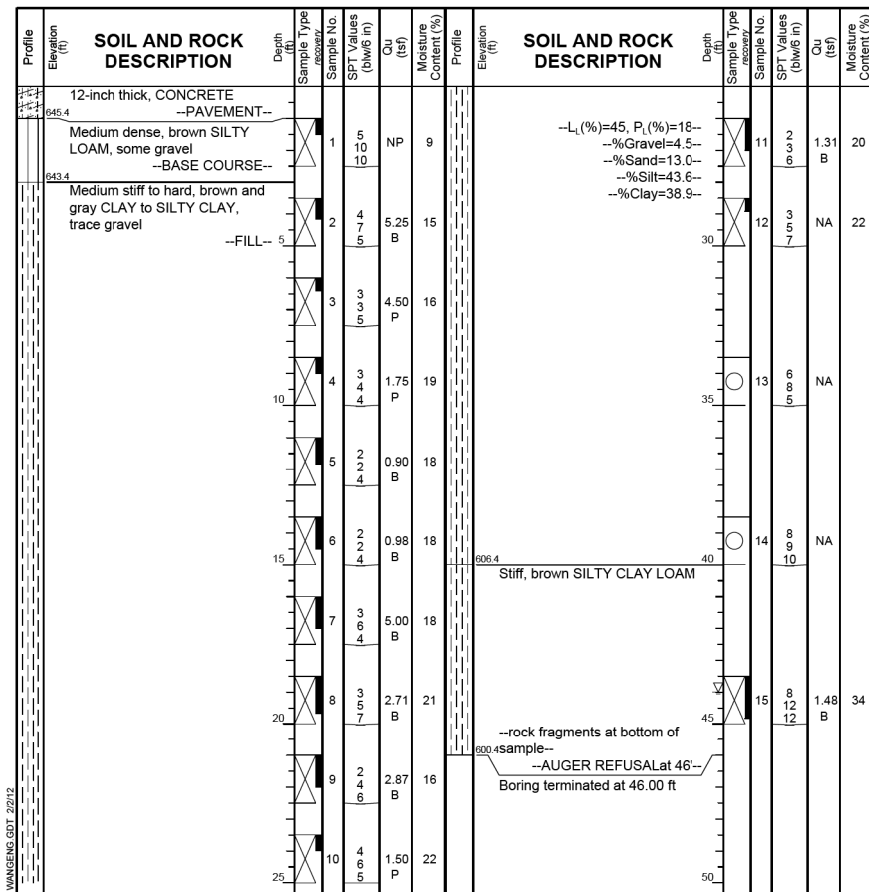 Profile
Elevation (ft)
SOIL AND ROCK DESCRIPTION
Depth (ft)
Sample Type
recovery
Sample No.
SPT Values (blw/6 in)
Qu (tsf)
Moisture Content (%)
12-inch thick, CONCRETE
--PAVEMENT--
645.4
Medium dense, brown SILTY
LOAM, some gravel
--BASE COURSE--
643.4
Medium stiff to hard, brown and
gray CLAY to SILTY CLAY,
trace gravel
--FILL--
5
10
15
20
25
1 5 10 10 NP 9
2 4 7 5 5.25 B 15
3 3 3 5 4.50 P 16
4 3 4 4 1.75 P 19
5 2 2 4 0.90 B 18
6 2 2 4 0.98 B 18
7 3 6 4 5.00 B 18
8 3 5 7 2.71 B 21
9 2 4 6 2.87 B 16
10 4 6 5 1.50 P 22
Profile
Elevation (ft)
SOIL AND ROCK DESCRIPTION
Depth (ft)
Sample Type
recovery
Sample No.
SPT Values (blw/6 in)
Qu (tsf)
Moisture Content (%)
--LL(%)=45, PL(%)=18--
--%Gravel=4.5--
--%Sand=13.0--
--%Silt=43.6--
--%Clay=38.9--
30
35
40
606.4
Stiff, brown SILTY CLAY LOAM
45
--rock fragments at bottom of
sample--
600.4
--AUGER REFUSALat 46'--
Boring terminated at 46.00 ft
50
11 2 3 6 1.31 B 20
12 3 5 7 NA 22
13 6 8 5 NA
14 8 9 10 NA
15 8 12 12 1.48 B 34
WANGENG.GDT 2/2/12